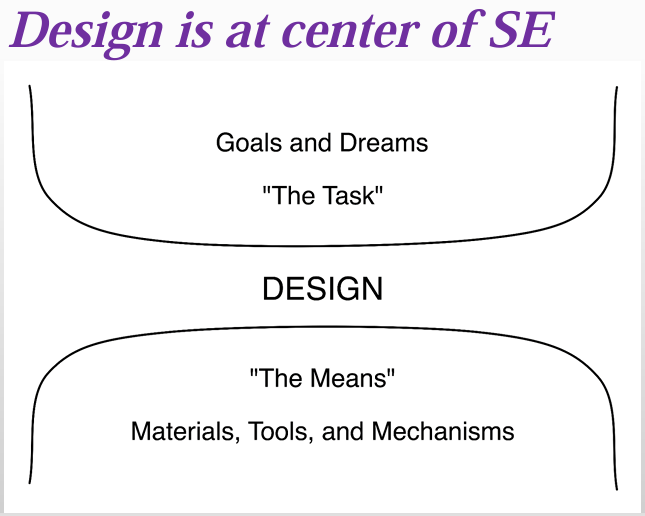 Design is at center of SE
Goals and Dreams
"The Task"
DESIGN
"The Means"
Materials, Tools, and Mechanisms